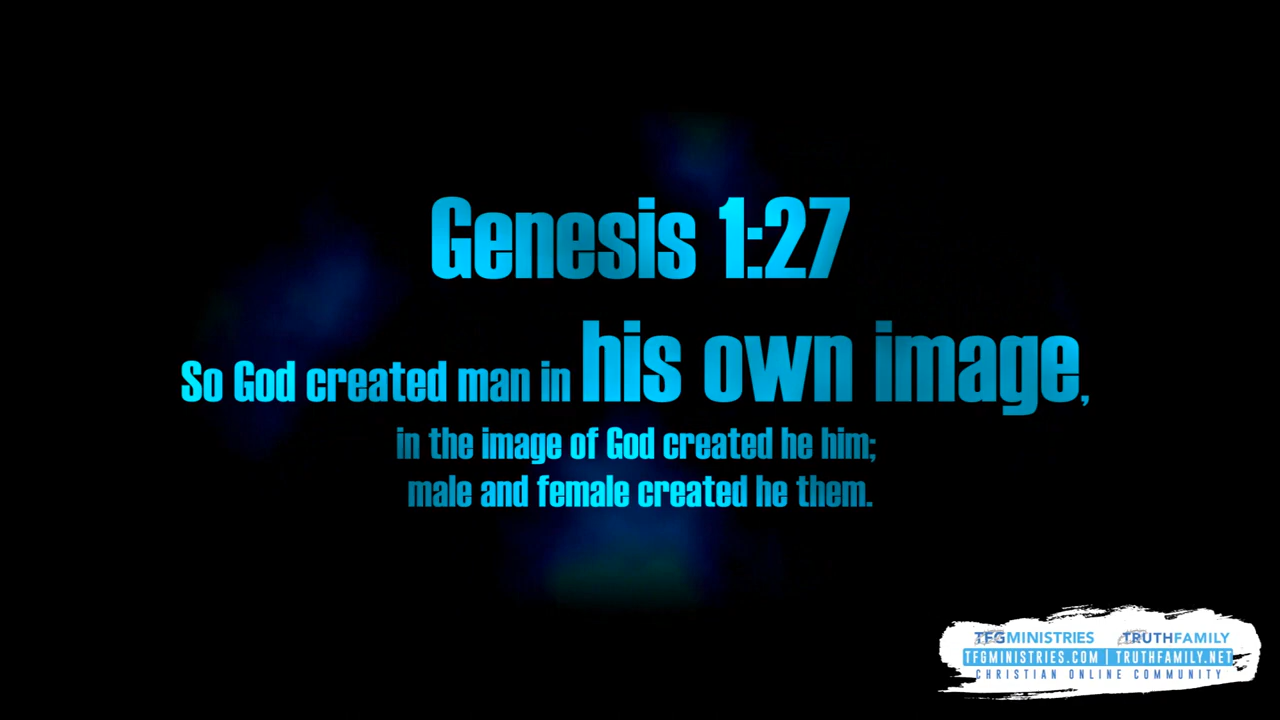 Genesis 1:27
So God created man in his own image,
in the image of God created he him;
male and female created he them.
TFGMINISTRIES TRUTHFAMILY
TFGMINISTRIES.COM | TRUTHFAMILY.NET
CHRISTIAN ONLINE COMMUNITY